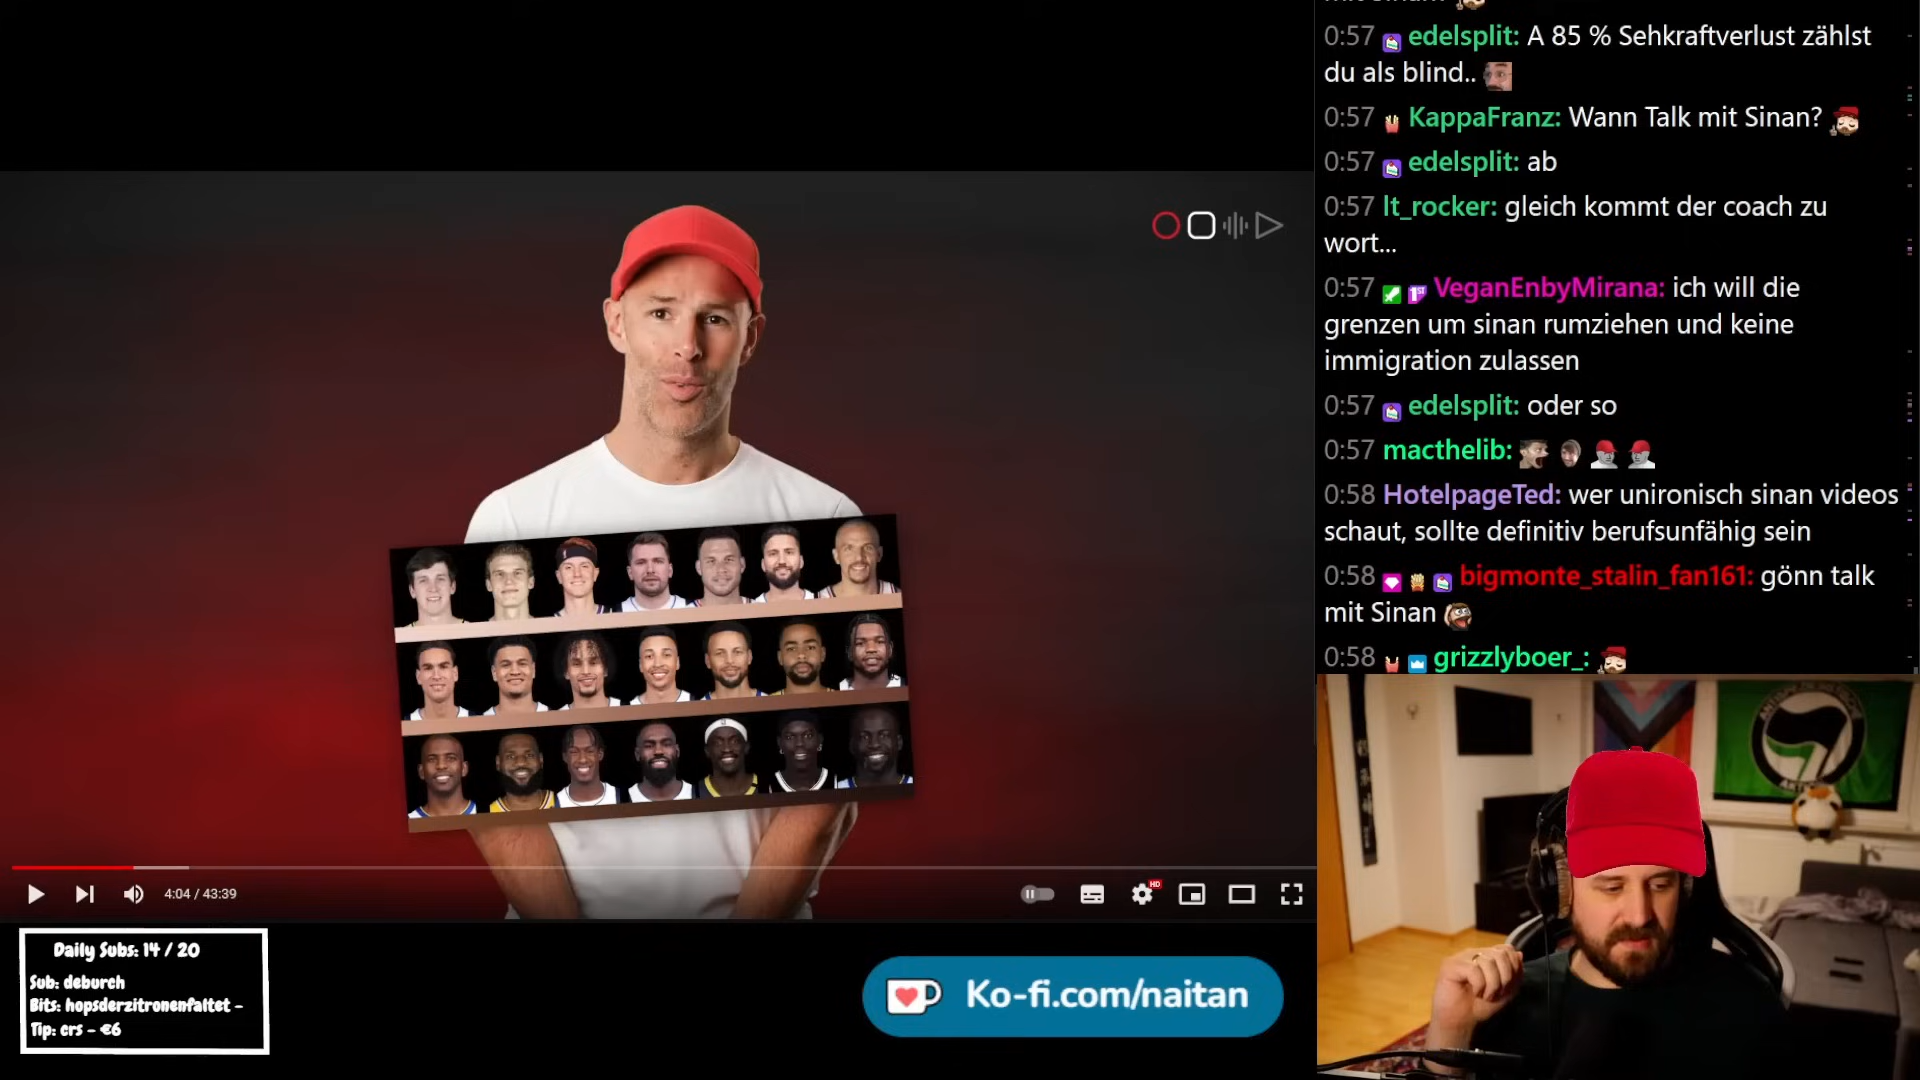 0:57 edelsplit: A 85 % Sehkraftverlust zählst
du als blind..
0:57 KappaFranz: Wann Talk mit Sinan?
0:57 edelsplit: ab
0:57 lt_rocker: gleich kommt der coach zu
wort...
0:57 VeganEnbyMirana: ich will die
grenzen um sinan rumziehen und keine
immigration zulassen
0:57 edelsplit: oder so
0:57 macthelib:
0:58 HotelpageTed: wer unironisch sinan videos
schaut, sollte definitiv berufsunfähig sein
0:58 bigmonte_stalin_fan161: gönn talk
mit Sinan
0:58 grizzlyboer_:
4:04 / 43:39
HD
Daily Subs: 14 / 20
Sub: deburch
Bits: hopsderzitronenfaltet -
Tip: crs - €6
Ko-fi.com/naitan